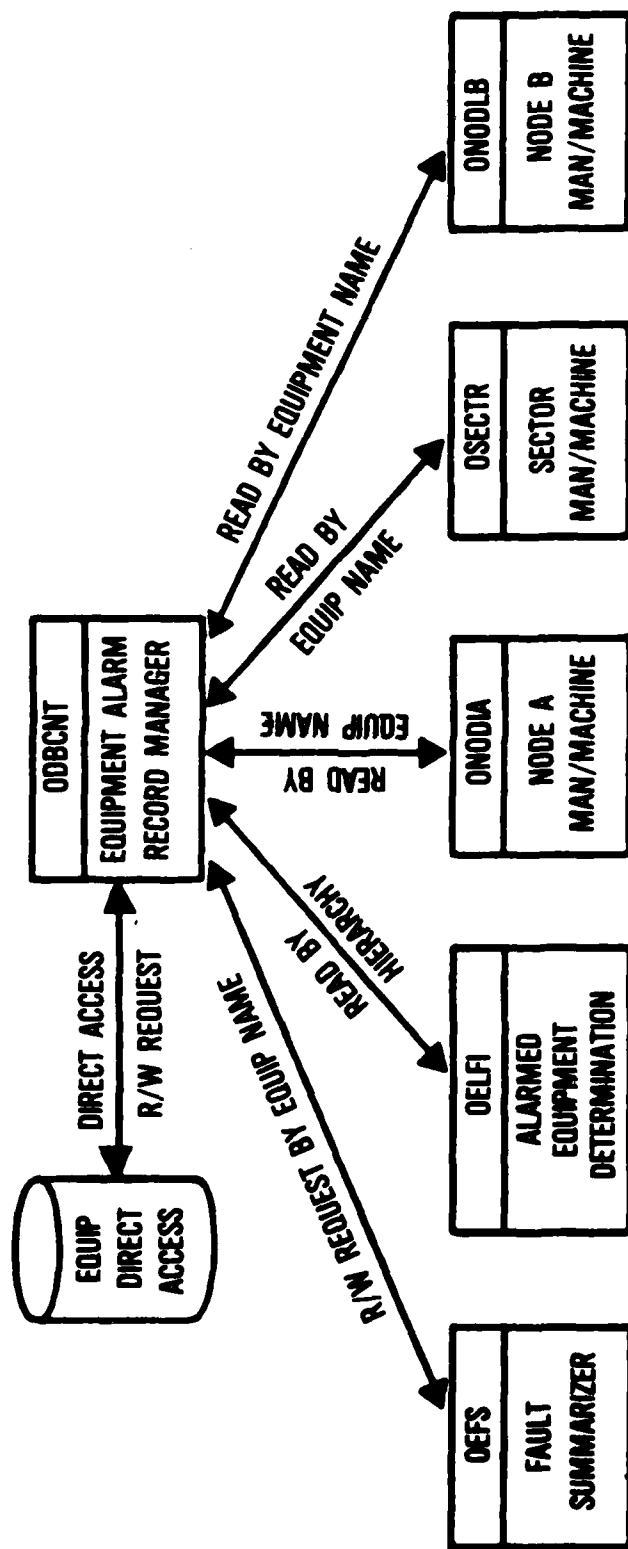 EQUIP
DIRECT
ACCESS
DIRECT ACCESS
R/W REQUEST
ODBCNT
EQUIPMENT ALARM
RECORD MANAGER
R/W REQUEST BY EQUIP NAME
READ BY
HIERARCHY
READ BY
EQUIP NAME
READ BY
EQUIP NAME
READ BY EQUIPMENT NAME
OEFS
FAULT
SUMMARIZER
OELFI
ALARMED
EQUIPMENT
DETERMINATION
ONODIA
NODE A
MAN/MACHINE
OSECTR
SECTOR
MAN/MACHINE
ONODLB
NODE B
MAN/MACHINE